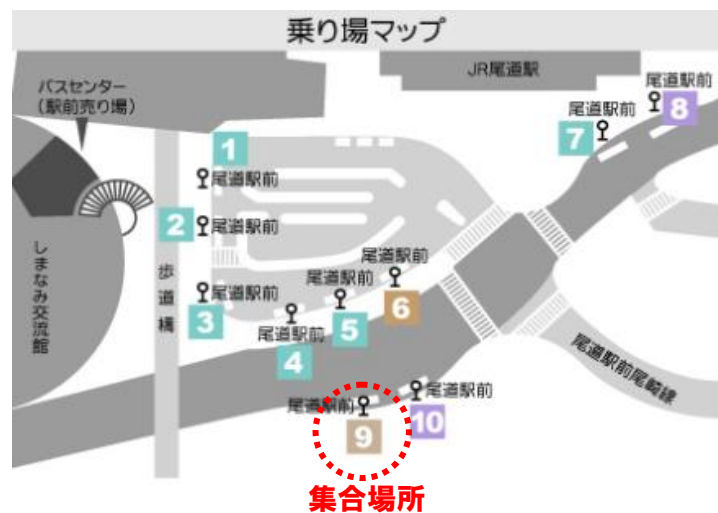 乗り場マップ
JR尾道駅
バスセンター
(駅前売り場)
尾道駅前
8
尾道駅前
7
1
尾道駅前
2
尾道駅前
尾道駅前
3
尾道駅前
6
尾道駅前
5
尾道駅前
4
しまなみ交流館
歩道橋
尾道駅前尾崎線
尾道駅前
9
尾道駅前
10
集合場所